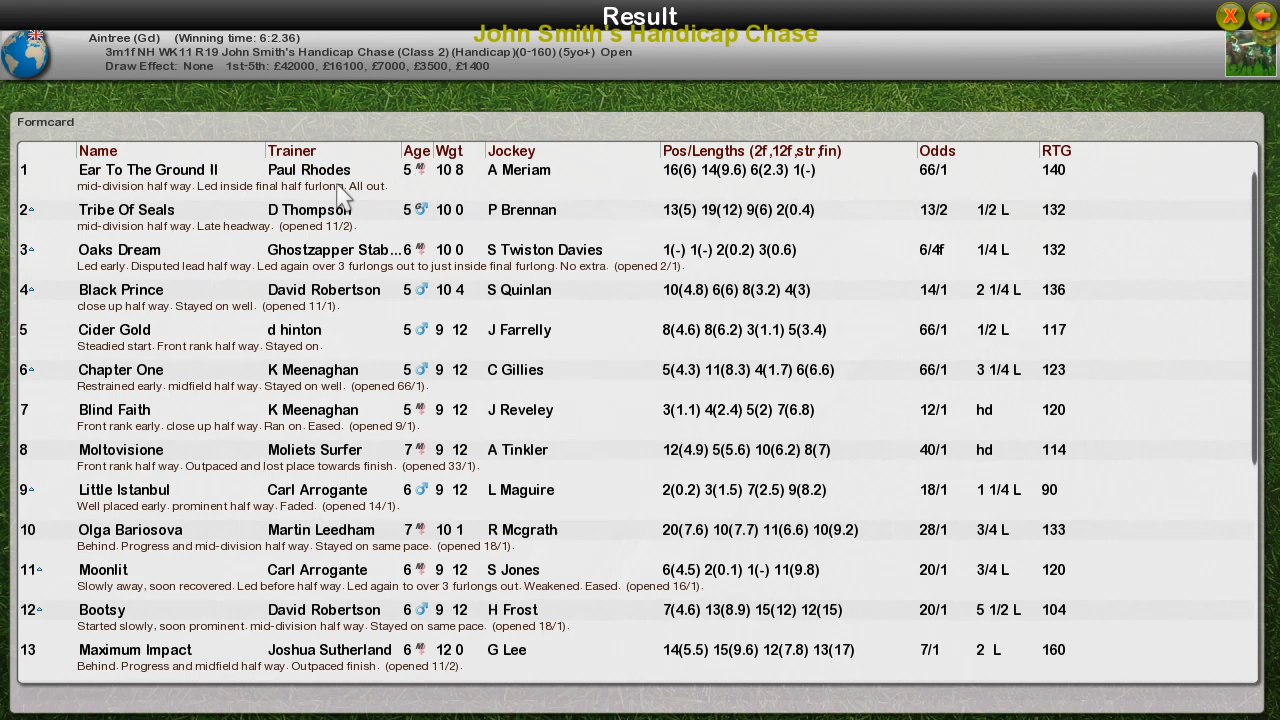 Result
John Smith's Handicap Chase
Aintree (Gd) (Winning time: 6:2.36)
3m1f NH WK11 R19 John Smith's Handicap Chase (Class 2) (Handicap)(0-160) (5yo+) Open
Draw Effect: None 1st-5th: £42000, £16100, £7000, £3500, £1400
X
Formcard
Name Trainer Age Wgt Jockey Pos/Lengths (2f,12f,str,fin) Odds RTG
1 Ear To The Ground II Paul Rhodes 5 10 8 A Meriam 16(6) 14(9.6) 6(2.3) 1(-) 66/1 140
mid-division half way. Led inside final half furlong. All out.
2 Tribe Of Seals D Thompson 5 10 0 P Brennan 13(5) 19(12) 9(6) 2(0.4) 13/2 1/2 L 132
mid-division half way. Late headway. (opened 11/2).
3 Oaks Dream Ghostzapper Stab... 6 10 0 S Twiston Davies 1(-) 1(-) 2(0.2) 3(0.6) 6/4f 1/4 L 132
Led early. Disputed lead half way. Led again over 3 furlongs out to just inside final furlong. No extra. (opened 2/1).
4 Black Prince David Robertson 5 10 4 S Quinlan 10(4.8) 6(6) 8(3.2) 4(3) 14/1 2 1/4 L 136
close up half way. Stayed on well. (opened 11/1).
5 Cider Gold d hinton 5 9 12 J Farrelly 8(4.6) 8(6.2) 3(1.1) 5(3.4) 66/1 1/2 L 117
Steadied start. Front rank half way. Stayed on.
6 Chapter One K Meenaghan 5 9 12 C Gillies 5(4.3) 11(8.3) 4(1.7) 6(6.6) 66/1 3 1/4 L 123
Restrained early. midfield half way. Stayed on well. (opened 66/1).
7 Blind Faith K Meenaghan 5 9 12 J Reveley 3(1.1) 4(2.4) 5(2) 7(6.8) 12/1 hd 120
Front rank early. close up half way. Ran on. Eased. (opened 9/1).
8 Moltovisione Moliets Surfer 7 9 12 A Tinkler 12(4.9) 5(5.6) 10(6.2) 8(7) 40/1 hd 114
Front rank half way. Outpaced and lost place towards finish. (opened 33/1).
9 Little Istanbul Carl Arrogante 6 9 12 L Maguire 2(0.2) 3(1.5) 7(2.5) 9(8.2) 18/1 1 1/4 L 90
Well placed early. prominent half way. Faded. (opened 14/1).
10 Olga Bariosova Martin Leedham 7 10 1 R Mcgrath 20(7.6) 10(7.7) 11(6.6) 10(9.2) 28/1 3/4 L 133
Behind. Progress and mid-division half way. Stayed on same pace. (opened 18/1).
11 Moonlit Carl Arrogante 6 9 12 S Jones 6(4.5) 2(0.1) 1(-) 11(9.8) 20/1 3/4 L 120
Slowly away, soon recovered. Led before half way. Led again to over 3 furlongs out. Weakened. Eased. (opened 16/1).
12 Bootsy David Robertson 6 9 12 H Frost 7(4.6) 13(8.9) 15(12) 12(15) 20/1 5 1/2 L 104
Started slowly, soon prominent. mid-division half way. Stayed on same pace. (opened 18/1).
13 Maximum Impact Joshua Sutherland 6 12 0 G Lee 14(5.5) 15(9.6) 12(7.8) 13(17) 7/1 2 L 160
Behind. Progress and midfield half way. Outpaced finish. (opened 11/2).